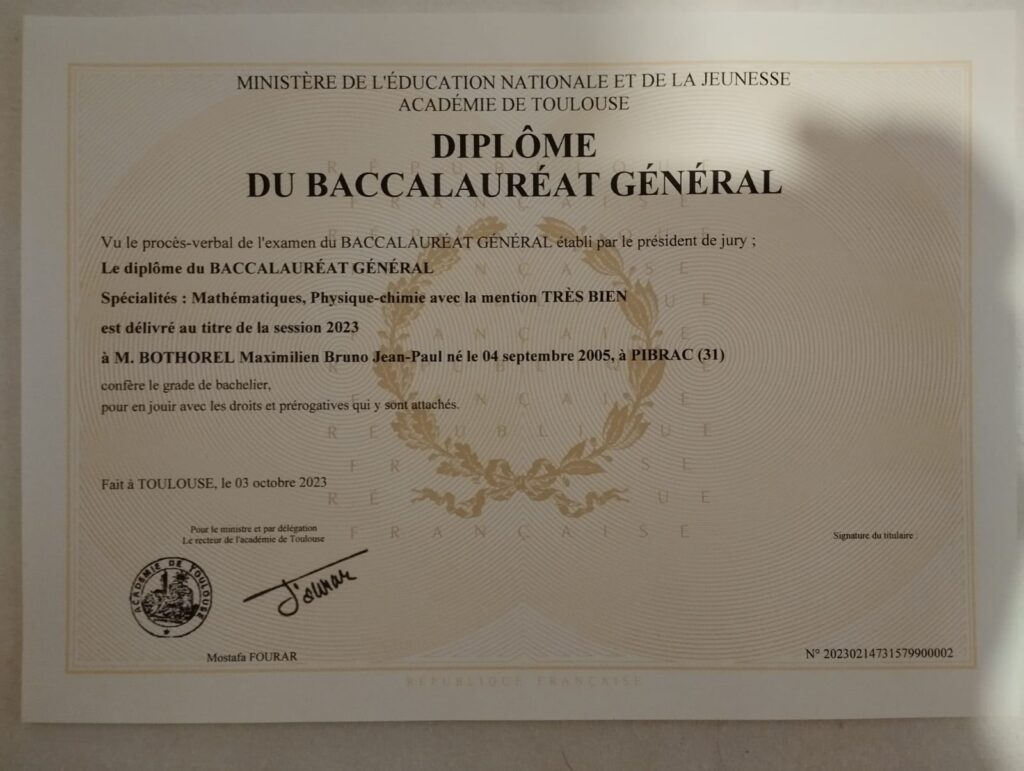 MINISTÈRE DE L'ÉDUCATION NATIONALE ET DE LA JEUNESSE
ACADÉMIE DE TOULOUSE
DIPLÔME
DU BACCALAURÉAT GÉNÉRAL
Vu le procès-verbal de l'examen du BACCALAURÉAT GÉNÉRAL établi par le président de jury ;
Le diplôme du BACCALAURÉAT GÉNÉRAL
Spécialités : Mathématiques, Physique-chimie avec la mention TRÈS BIEN
est délivré au titre de la session 2023
à M. BOTHOREL Maximilien Bruno Jean-Paul né le 04 septembre 2005, à PIBRAC (31)
confère le grade de bachelier,
pour en jouir avec les droits et prérogatives qui y sont attachés.
Fait à TOULOUSE, le 03 octobre 2023
Pour le ministre et par délégation
Le recteur de l'académie de Toulouse
Signature du titulaire
ACADÉMIE DE TOULOUSE
Mostafa FOURAR
N° 20230214731579900002
RÉPUBLIQUE FRANÇAISE